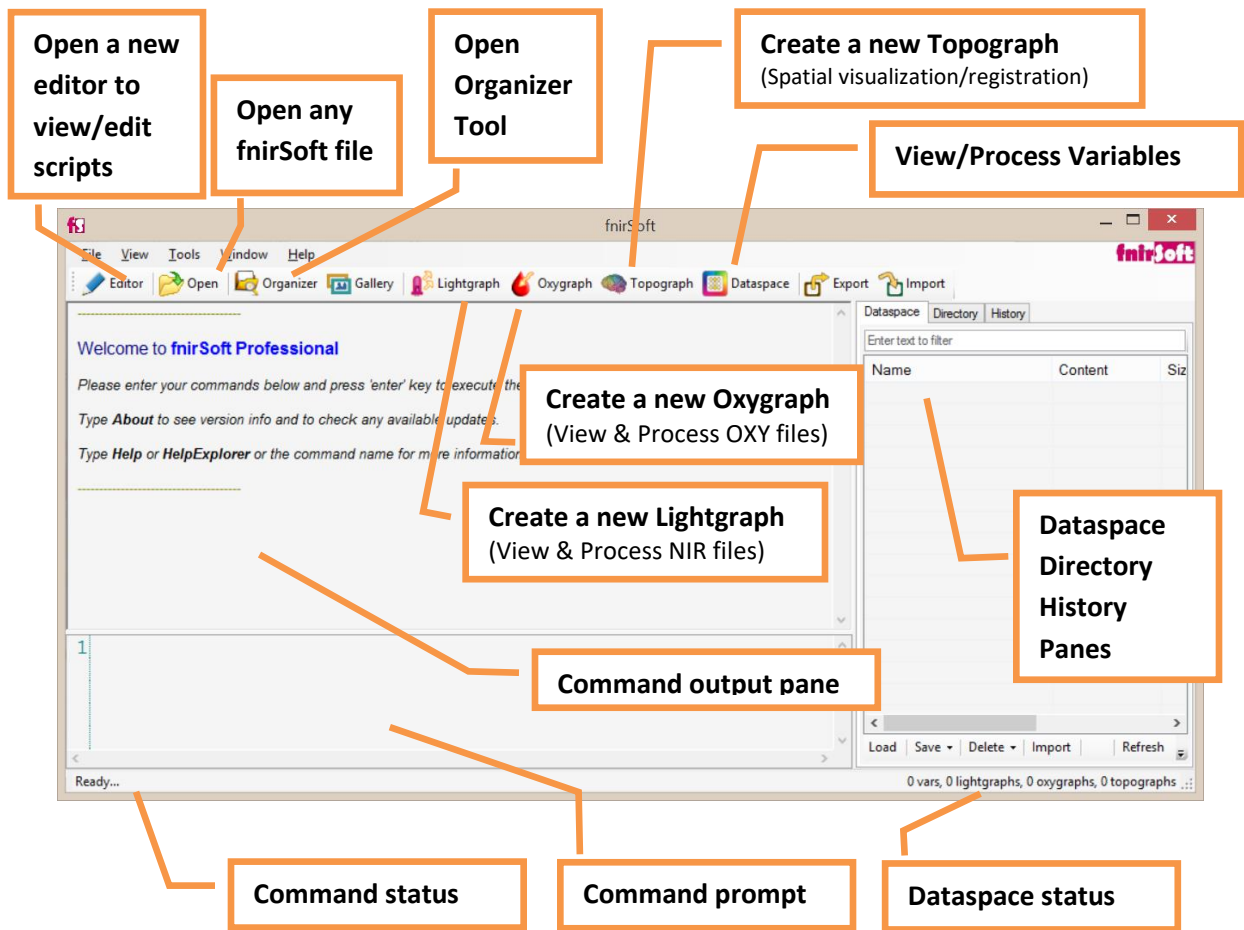 Open a new
editor to
view/edit
scripts
Open any
fnirSoft file
Open
Organizer
Tool
Create a new Topograph
(Spatial visualization/registration)
View/Process Variables
fS
fnirSoft
File View Tools Window Help
fnirSoft
Editor Open Organizer Gallery Lightgraph Oxygraph Topograph Dataspace Export Import
Welcome to fnirSoft Professional
Please enter your commands below and press 'enter' key to execute
Type About to see version info and to check any available updates.
Type Help or HelpExplorer or the command name for more information
Dataspace Directory History
Enter text to filter
Name Content Siz
Create a new Oxygraph
(View & Process OXY files)
Create a new Lightgraph
(View & Process NIR files)
Dataspace
Directory
History
Panes
1
Command output pane
Load Save Delete Import Refresh
Ready...
0 vars, 0 lightgraphs, 0 oxygraphs, 0 topographs
Command status
Command prompt
Dataspace status